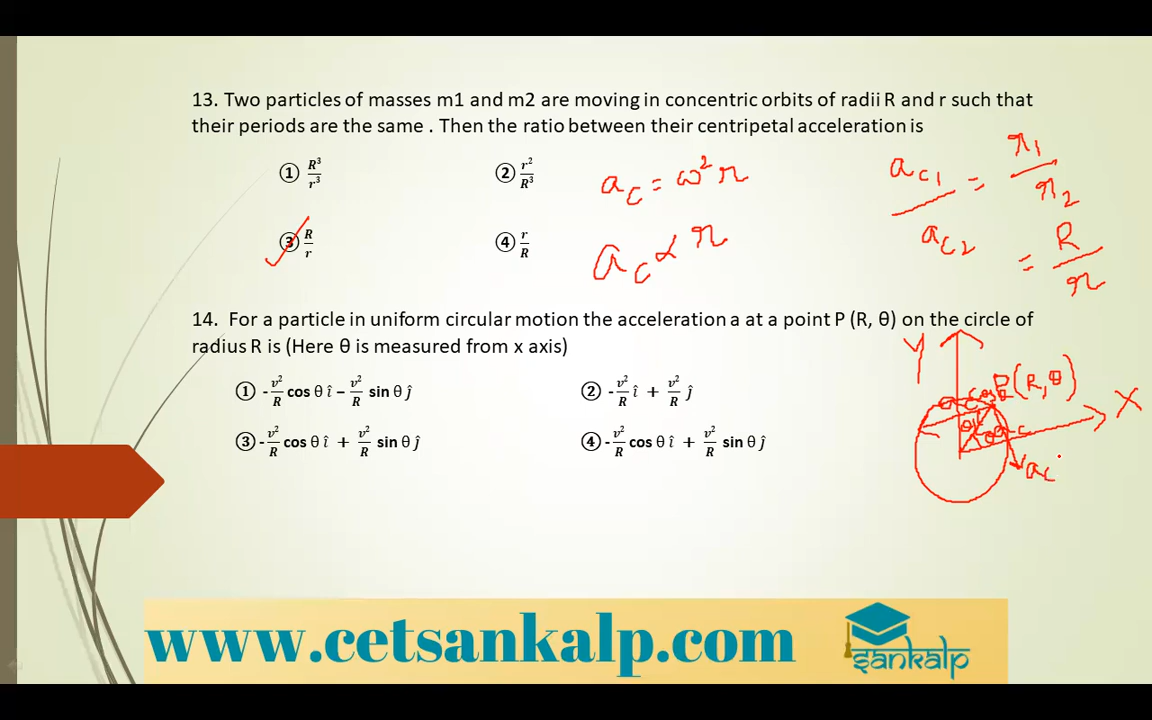 13. Two particles of masses m1 and m2 are moving in concentric orbits of radii R and r such that
their periods are the same . Then the ratio between their centripetal acceleration is
① R³/r³ ② r²/R³
③ R/r ④ r/R
a_c = ω² r
a_c ∝ r
a_c1/a_c2 = r1/r2
= R/r
14. For a particle in uniform circular motion the acceleration a at a point P (R, θ) on the circle of
radius R is (Here θ is measured from x axis)
① -v²/R cos θ î – v²/R sin θ ĵ ② -v²/R î + v²/R ĵ
③ -v²/R cos θ î + v²/R sin θ ĵ ④ -v²/R cos θ î + v²/R sin θ ĵ
Y
P(R, θ)
X
θ
ac
www.cetsankalp.com
sankalp